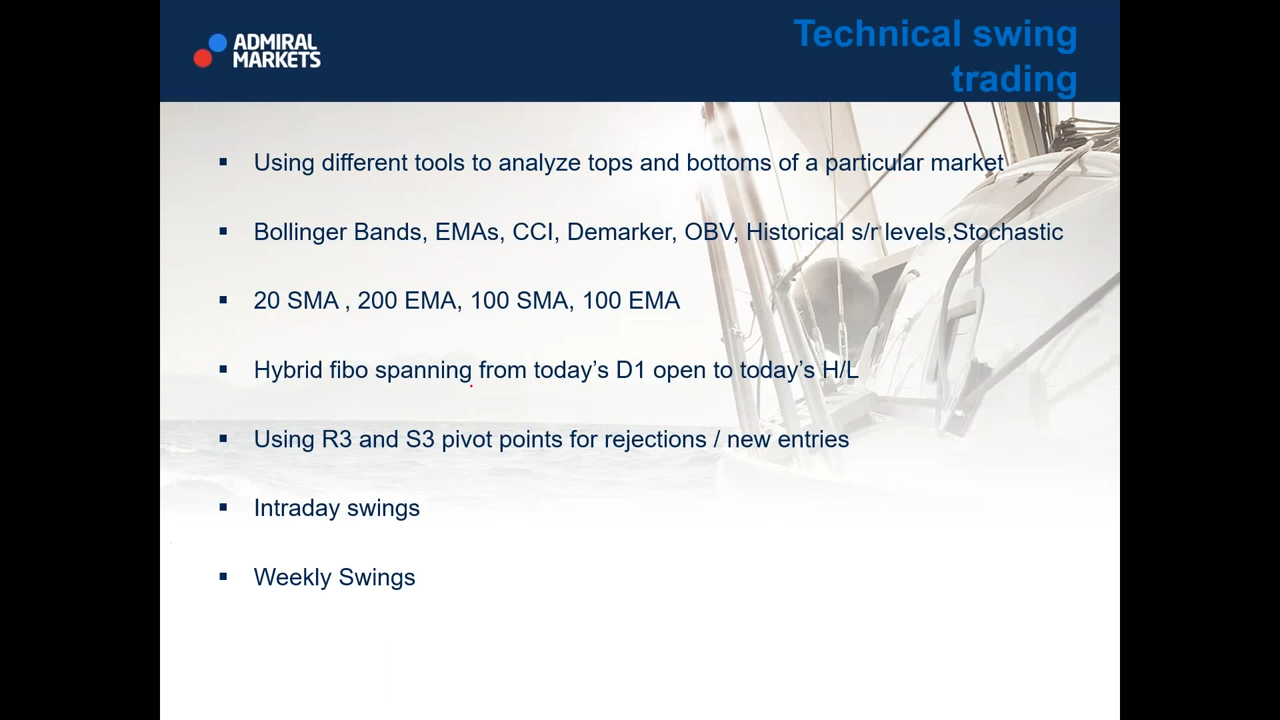 ADMIRAL
MARKETS
Technical swing
trading
▪ Using different tools to analyze tops and bottoms of a particular market
▪ Bollinger Bands, EMAs, CCI, Demarker, OBV, Historical s/r levels,Stochastic
▪ 20 SMA , 200 EMA, 100 SMA, 100 EMA
▪ Hybrid fibo spanning from today’s D1 open to today’s H/L
▪ Using R3 and S3 pivot points for rejections / new entries
▪ Intraday swings
▪ Weekly Swings